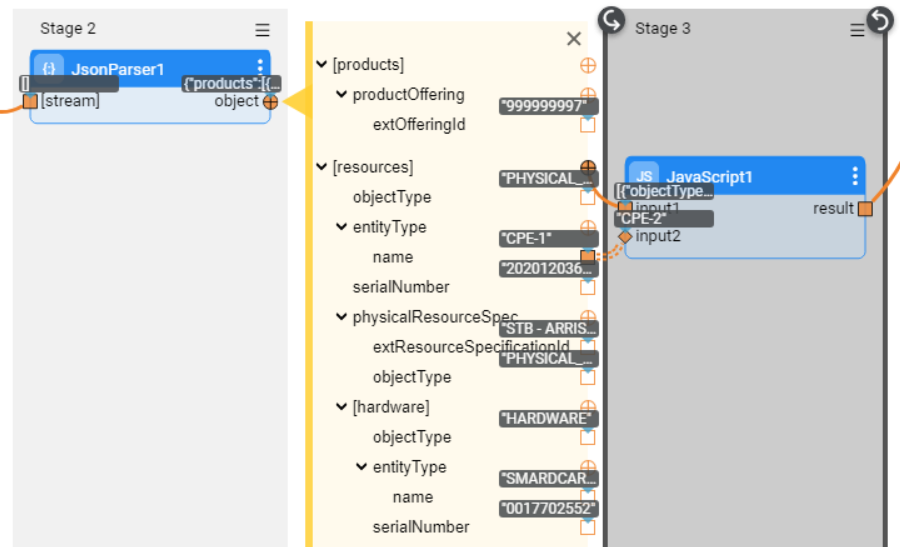 Stage 2
{:} JsonParser1
[]
{"products":[{...
[stream]
object
[products]
productOffering
"999999997"
extOfferingId
[resources]
"PHYSICAL_...
objectType
entityType
"CPE-1"
name
"202012036...
serialNumber
physicalResourceSpec
"STB - ARRIS...
extResourceSpecificationId
"PHYSICAL_...
objectType
[hardware]
"HARDWARE"
objectType
entityType
"SMARDCAR...
name
"0017702552"
serialNumber
Stage 3
JS JavaScript1
[{"objectType...
input1
result
"CPE-2"
input2